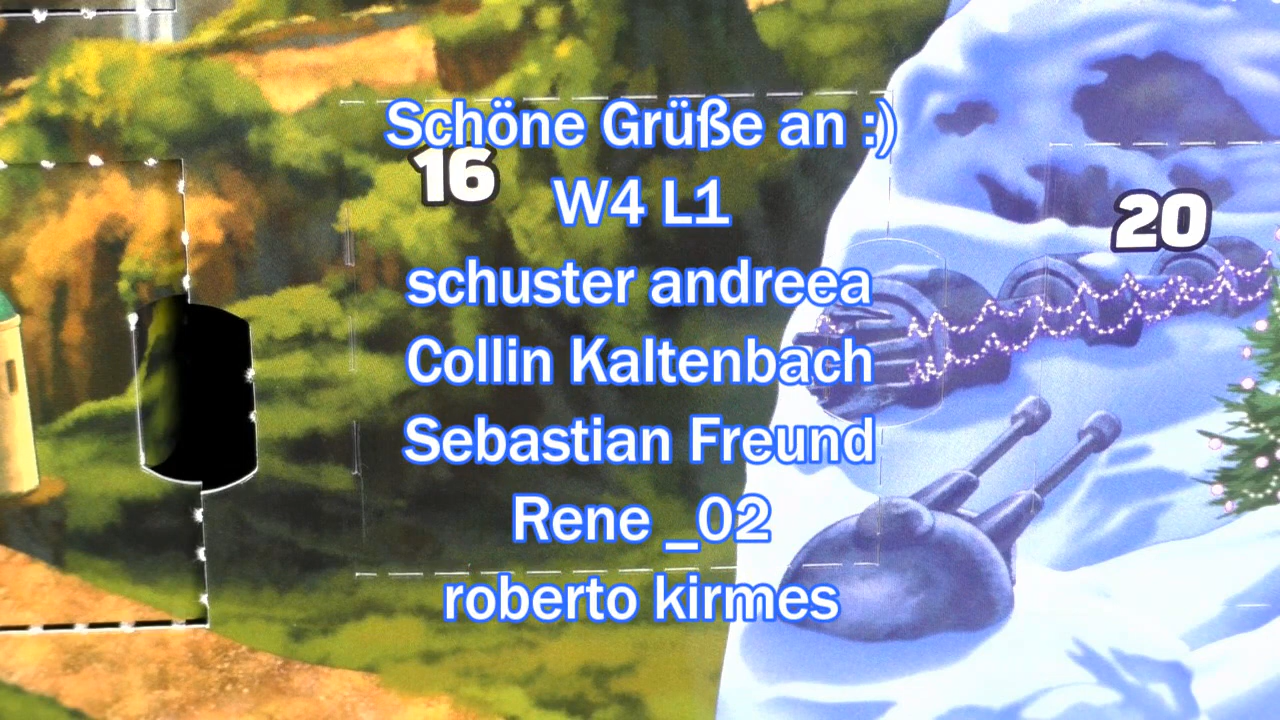 Schöne Grüße an :)
16
W4 L1
20
schuster andreea
Collin Kaltenbach
Sebastian Freund
Rene _02
roberto kirmes